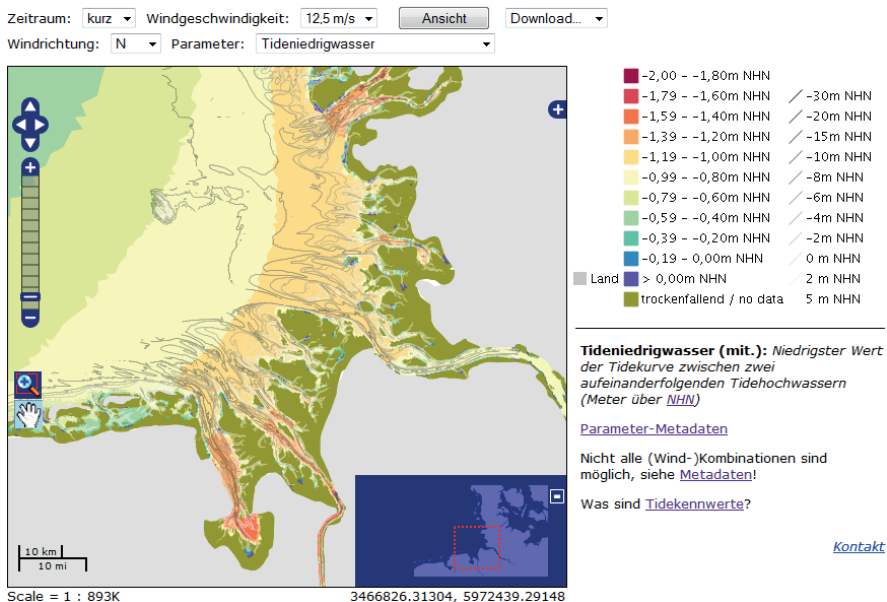 Zeitraum: kurz Windgeschwindigkeit: 12,5 m/s Ansicht Download...
Windrichtung: N Parameter: Tideniedrigwasser
-2,00 - -1,80m NHN
-1,79 - -1,60m NHN -30m NHN
-1,59 - -1,40m NHN -20m NHN
-1,39 - -1,20m NHN -15m NHN
-1,19 - -1,00m NHN -10m NHN
-0,99 - -0,80m NHN -8m NHN
-0,79 - -0,60m NHN -6m NHN
-0,59 - -0,40m NHN -4m NHN
-0,39 - -0,20m NHN -2m NHN
-0,19 - 0,00m NHN 0 m NHN
Land > 0,00m NHN 2 m NHN
trockenfallend / no data 5 m NHN
Tideniedrigwasser (mit.): Niedrigster Wert
der Tidekurve zwischen zwei
aufeinanderfolgenden Tidehochwassern
(Meter über NHN)
Parameter-Metadaten
Nicht alle (Wind-)Kombinationen sind
möglich, siehe Metadaten!
Was sind Tidekennwerte?
Kontakt
10 km
10 mi
Scale = 1 : 893K 3466826.31304, 5972439.29148